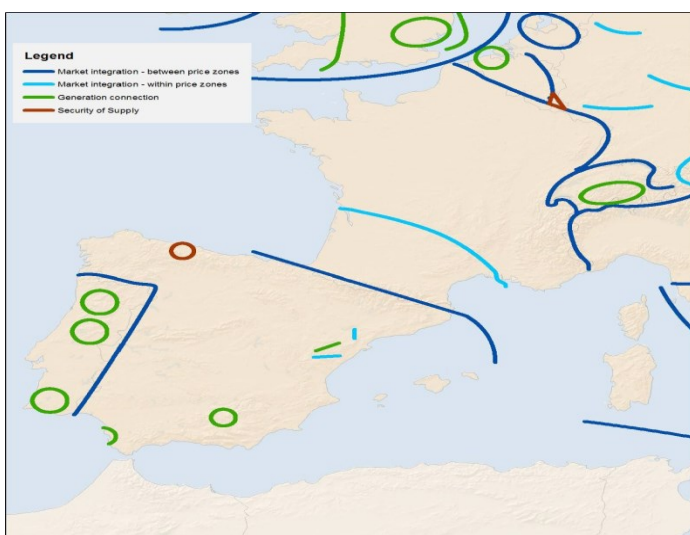 Legend
Market integration - between price zones
Market integration - within price zones
Generation connection
Security of Supply